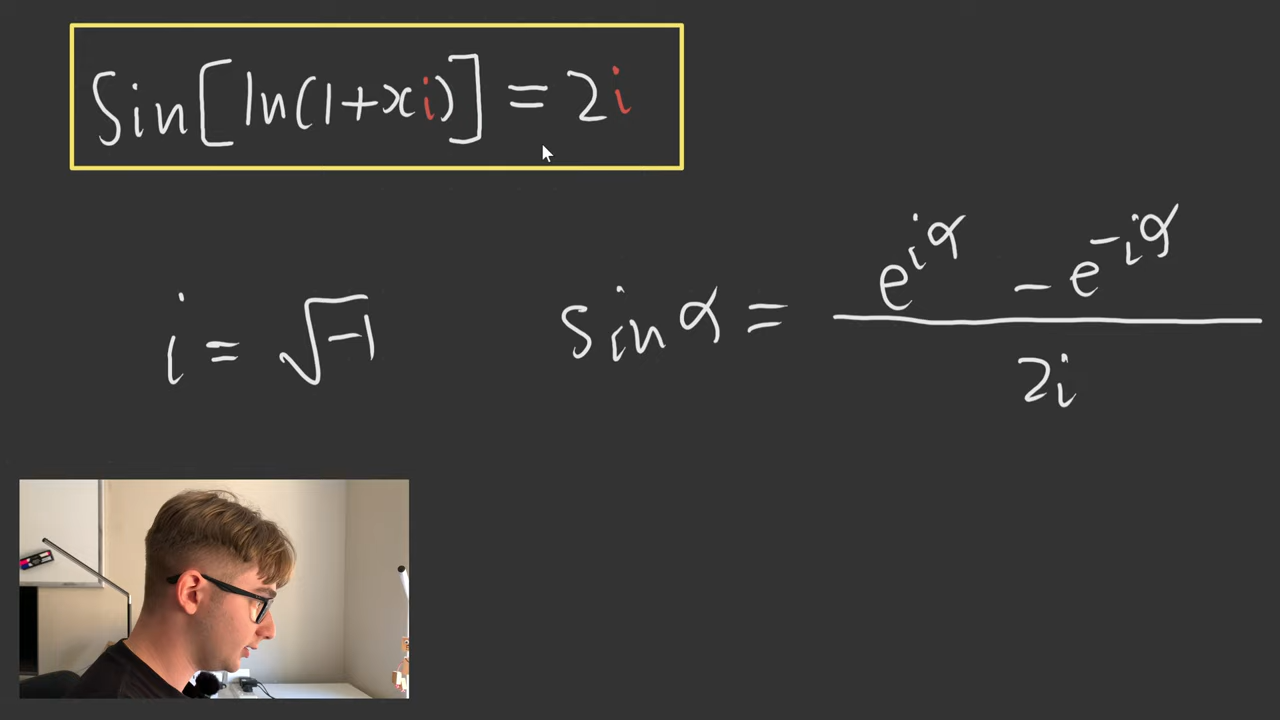 Sin[ln(1+xi)] = 2i
i = √-1
sin α = (e^{iα} - e^{-iα}) / 2i